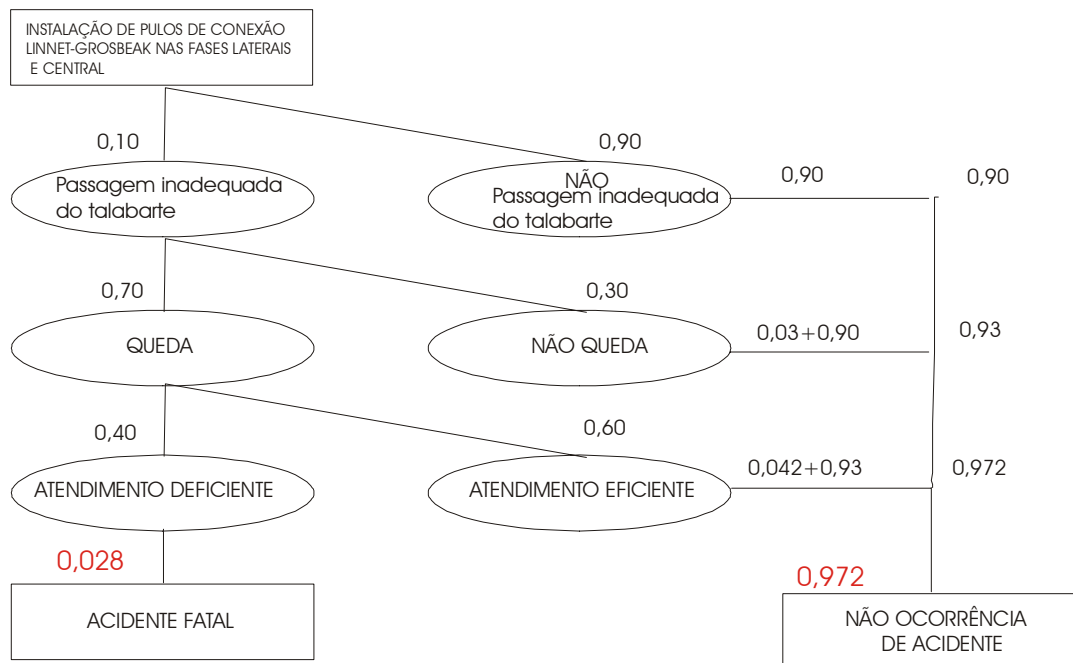 INSTALAÇÃO DE PULOS DE CONEXÃO
LINNET-GROSBEAK NAS FASES LATERAIS
E CENTRAL
0,10
0,90
Passagem inadequada
do talabarte
NÃO
Passagem inadequada
do talabarte
0,90
0,90
0,70
0,30
QUEDA
NÃO QUEDA
0,03+0,90
0,93
0,40
0,60
ATENDIMENTO DEFICIENTE
ATENDIMENTO EFICIENTE
0,042+0,93
0,972
0,028
0,972
ACIDENTE FATAL
NÃO OCORRÊNCIA
DE ACIDENTE